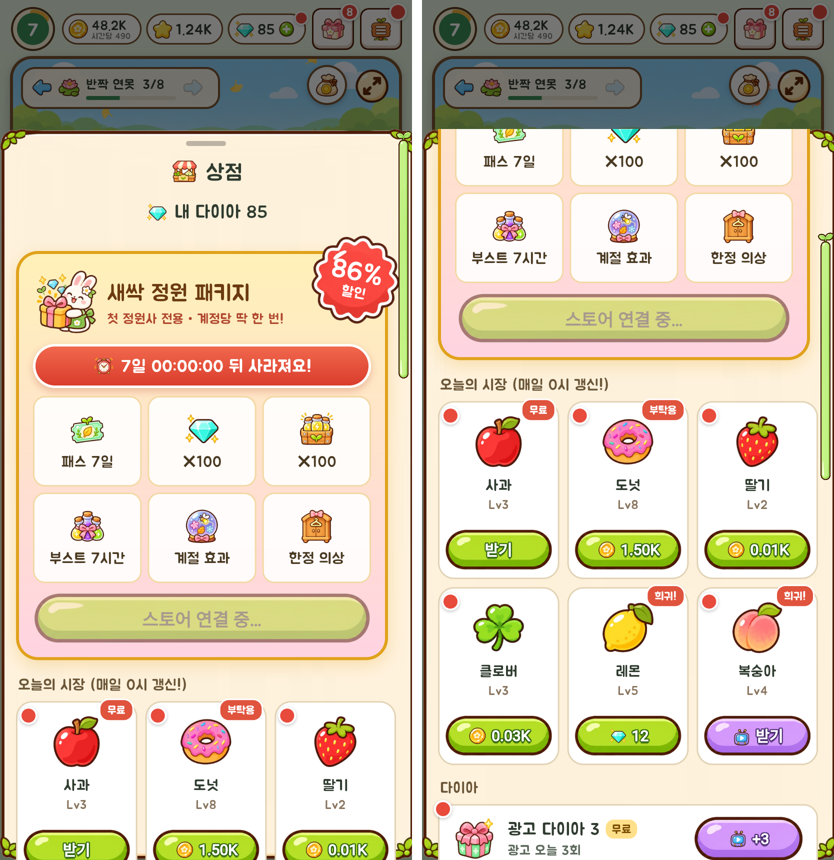 7
48.2K
시간당 490
1.24K
85
8
반짝 연못 3/8
상점
내 다이아 85
86%
할인
새싹 정원 패키지
첫 정원사 전용 • 계정당 딱 한 번!
7일 00:00:00 뒤 사라져요!
패스 7일
×100
×100
부스트 7시간
계절 효과
한정 의상
스토어 연결 중...
오늘의 시장 (매일 0시 갱신!)
무료
부탁용
사과
도넛
딸기
Lv3
Lv8
Lv2
받기
1.50K
0.01K
7
48.2K
시간당 490
1.24K
85
8
반짝 연못 3/8
패스 7일
×100
×100
부스트 7시간
계절 효과
한정 의상
스토어 연결 중...
오늘의 시장 (매일 0시 갱신!)
무료
부탁용
사과
도넛
딸기
Lv3
Lv8
Lv2
받기
1.50K
0.01K
희귀!
희귀!
클로버
레몬
복숭아
Lv3
Lv5
Lv4
0.03K
12
받기
다이아
광고 다이아 3 무료
광고 오늘 3회
+3